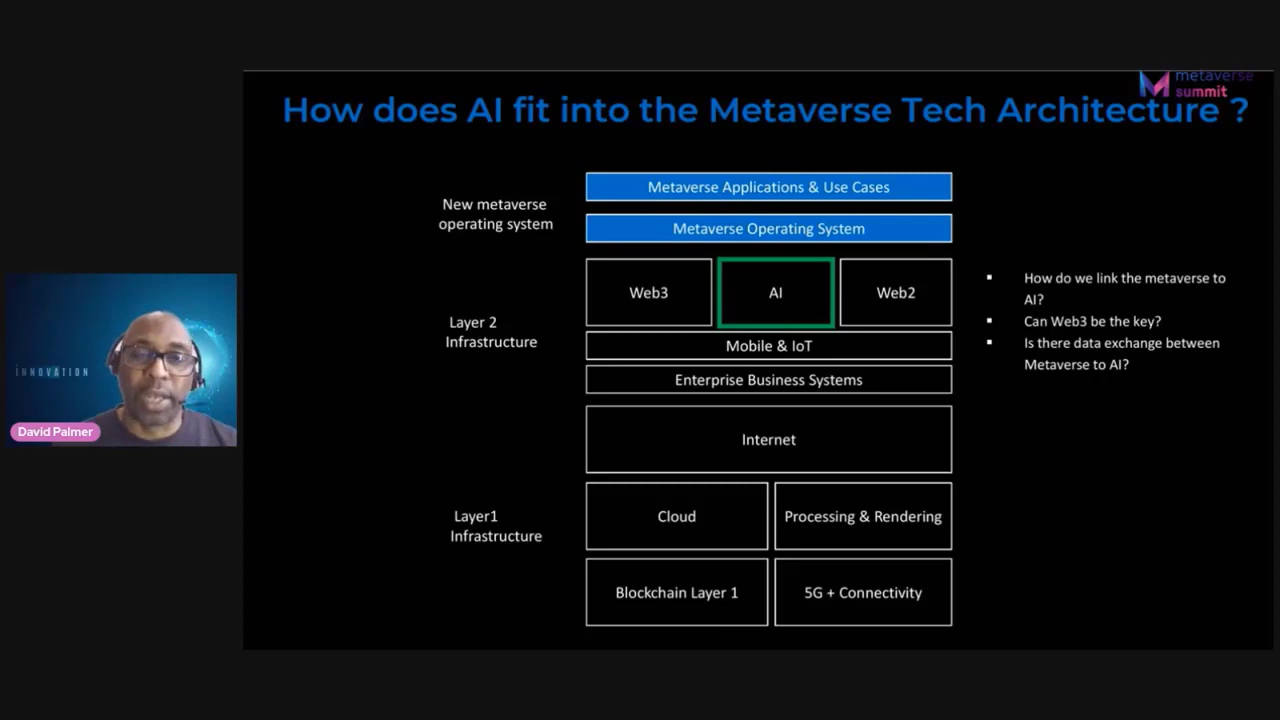 metaverse
summit
How does AI fit into the Metaverse Tech Architecture ?
Metaverse Applications & Use Cases
New metaverse
operating system
Metaverse Operating System
Web3
AI
Web2
Layer 2
Infrastructure
Mobile & IoT
Enterprise Business Systems
Internet
Layer1
Infrastructure
Cloud
Processing & Rendering
Blockchain Layer 1
5G + Connectivity
▪ How do we link the metaverse to
AI?
▪ Can Web3 be the key?
▪ Is there data exchange between
Metaverse to AI?
INNOVATION
David Palmer